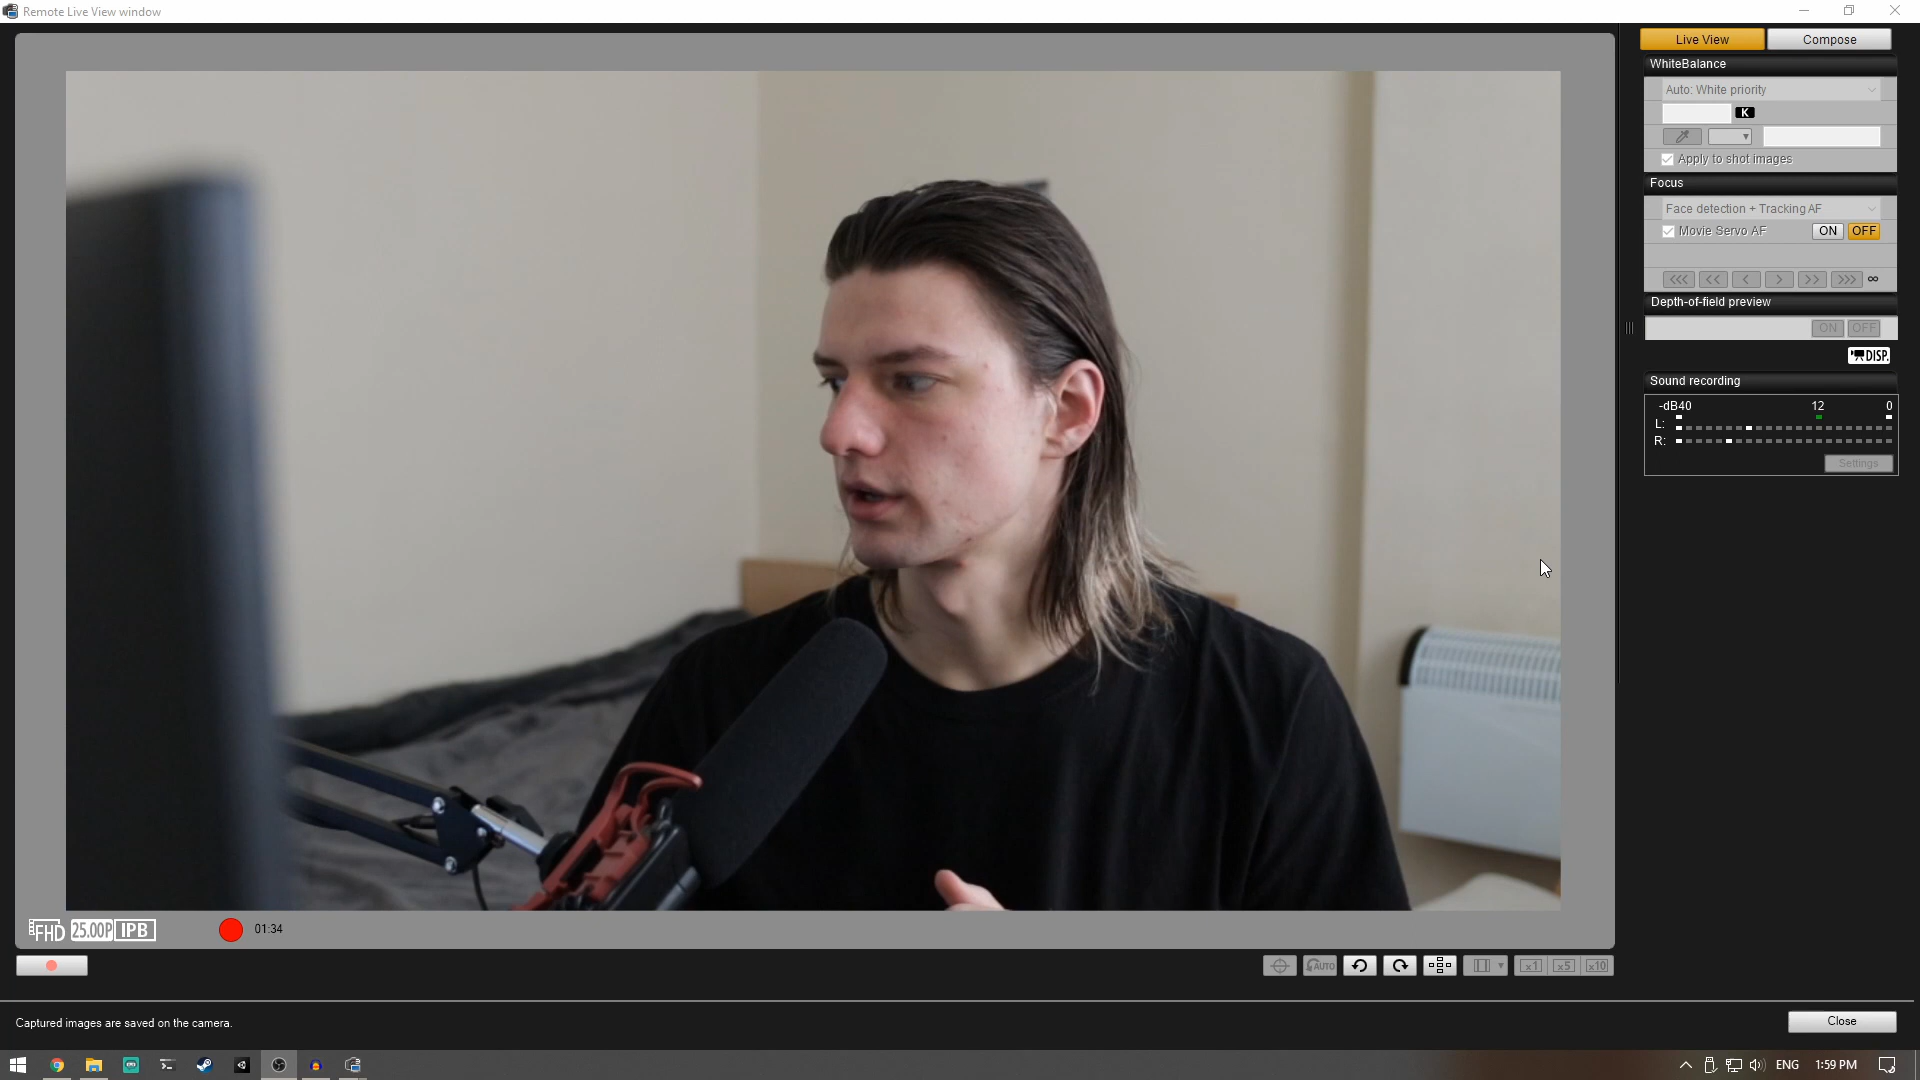 Remote Live View window
Live View
Compose
WhiteBalance
Auto: White priority
K
Apply to shot images
Focus
Face detection + Tracking AF
Movie Servo AF
ON
OFF
<<<
<<
<
>
>>
>>>
∞
Depth-of-field preview
ON
OFF
DISP.
Sound recording
-dB40
12
0
L:
R:
Settings
FHD
25.00P
IPB
01:34
AUTO
x1
x5
x10
Captured images are saved on the camera.
Close
ENG
1:59 PM